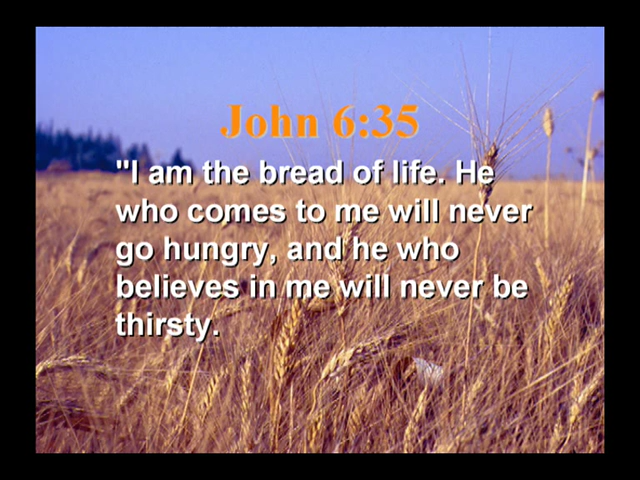 John 6:35
"I am the bread of life. He
who comes to me will never
go hungry, and he who
believes in me will never be
thirsty.